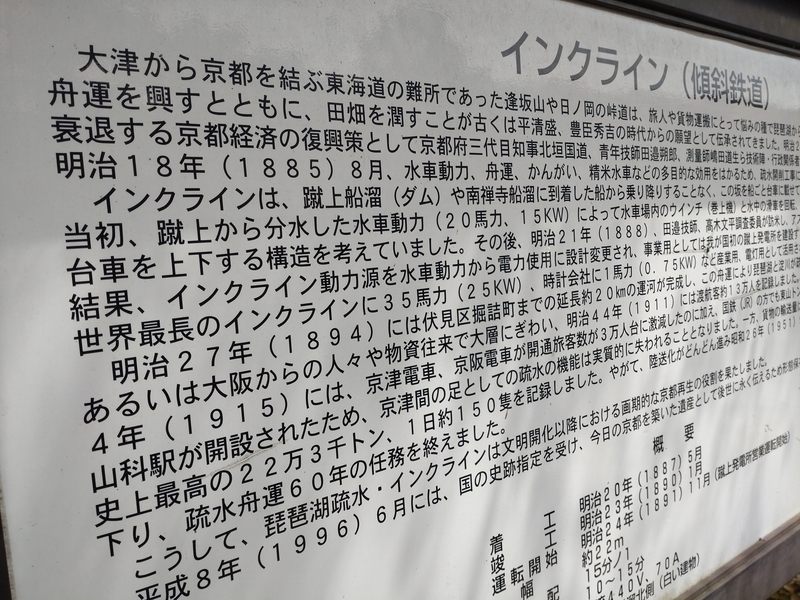 インクライン（傾斜鉄道）
大津から京都を結ぶ東海道の難所であった逢坂山や日ノ岡の峠道は、旅人や貨物運搬にとって悩みの種で琵琶湖か
舟運を興すとともに、田畑を潤すことが古くは平清盛、豊臣秀吉の時代からの願望として伝承されてきました。明治
衰退する京都経済の復興策として京都府三代目知事北垣国道、青年技師田邉朔郎、測量師嶋田道生ら技術陣・行政関係者
明治１８年（１８８５）８月、水車動力、舟運、かんがい、精米水車などの多目的な効用をはかるため、疏水開削工事に
インクラインは、蹴上船溜（ダム）や南禅寺船溜に到着した船から乗り降りすることなく、この坂を船ごと台車に載せて
当初、蹴上から分水した水車動力（２０馬力、１５KW）によって水車場内のウインチ（巻上機）と水中の滑車を回転、
台車を上下する構造を考えていました。その後、明治２１年（１８８８）、田邉技師、高木文平調査委員が訪米し、ア
結果、インクライン動力源を水車動力から電力使用に設計変更され、事業用としては我が国初の蹴上発電所を建設す
世界最長のインクラインに３５馬力（２５KW）、時計会社に１馬力（０．７５KW）など産業用、電灯用として活用さ
明治２７年（１８９４）には伏見区堀詰町までの延長約２０㎞の運河が完成し、この舟運により琵琶湖と淀川が
あるいは大阪からの人々や物資往来で大層にぎわい、明治４４年（１９１１）には渡航客約１３万人を記録しました。
４年（１９１５）には、京津電車、京阪電車が開通旅客数が３万人台に激減したのに加え、国鉄（JR）の方でも東山ト
山科駅が開設されたため、京津間の足としての疏水の機能は実質的に失われることとなりました。一方、貨物の輸送量
史上最高の２２万３千トン、１日約１５０隻を記録しました。やがて、陸送化がどんどん進み昭和２６年（１９５１）
下り、疏水舟運６０年の任務を終えました。
こうして、琵琶湖疏水・インクラインは文明開化以降における画期的な京都再生の役割を果たしました。
平成８年（１９９６）６月には、国の史跡指定を受け、今日の京都を築いた遺産として後世に永く伝えるため形態保
概 要
着 工 明治２０年（１８８７）５月
竣 工 明治２３年（１８９０）１月
運転開始 明治２４年（１８９１）１１月（蹴上発電所営業運転開始）
幅 約２２ｍ
配 １５分ノ１
１０～１５分
４４０V、７０A
北側（白い建物）